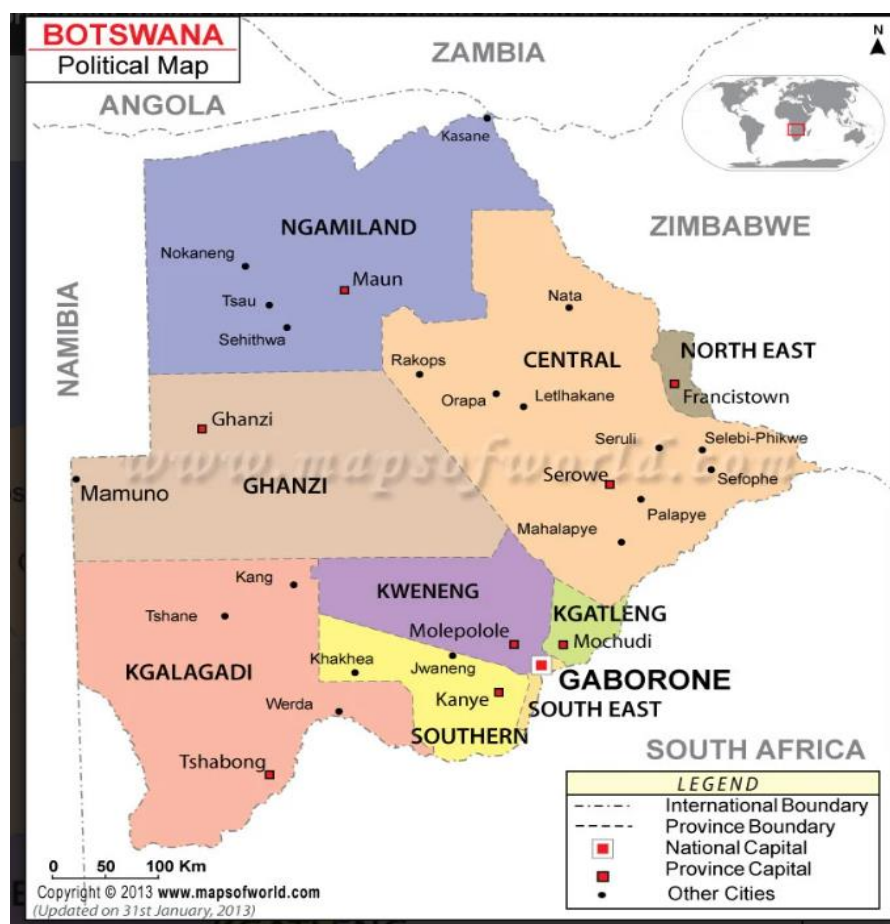 BOTSWANA
Political Map
ZAMBIA
N
ANGOLA
Kasane
ZIMBABWE
NGAMILAND
Nokaneng
Maun
Tsau
Nata
Sehithwa
NAMIBIA
Rakops
CENTRAL
NORTH EAST
Orapa
Letlhakane
Francistown
Ghanzi
Seruli
Selebi-Phikwe
www.mapsofworld.com
Serowe
Sefophe
GHANZI
Mamuno
Palapye
Mahalapye
Kang
KWENENG
Tshane
KGATLENG
Molepolole
Mochudi
KGALAGADI
Khakhea
Jwaneng
GABORONE
Kanye
Werda
SOUTH EAST
SOUTHERN
SOUTH AFRICA
Tshabong
LEGEND
International Boundary
Province Boundary
National Capital
Province Capital
Other Cities
0 50 100 Km
Copyright © 2013 www.mapsofworld.com
(Updated on 31st January, 2013)